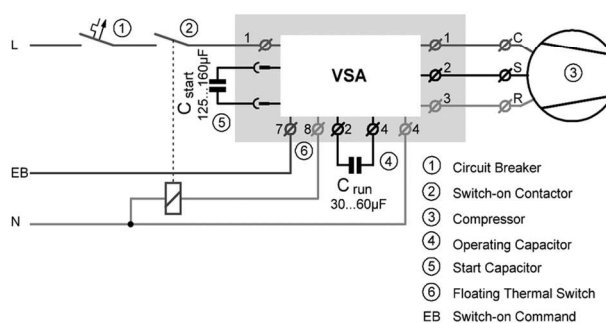 L
1
2
1
VSA
1
C
2
S
3
3
R
C start
125...160µF
5
7
8
2
4
4
6
4
EB
C run
30...60µF
N
1 Circuit Breaker
2 Switch-on Contactor
3 Compressor
4 Operating Capacitor
5 Start Capacitor
6 Floating Thermal Switch
EB Switch-on Command